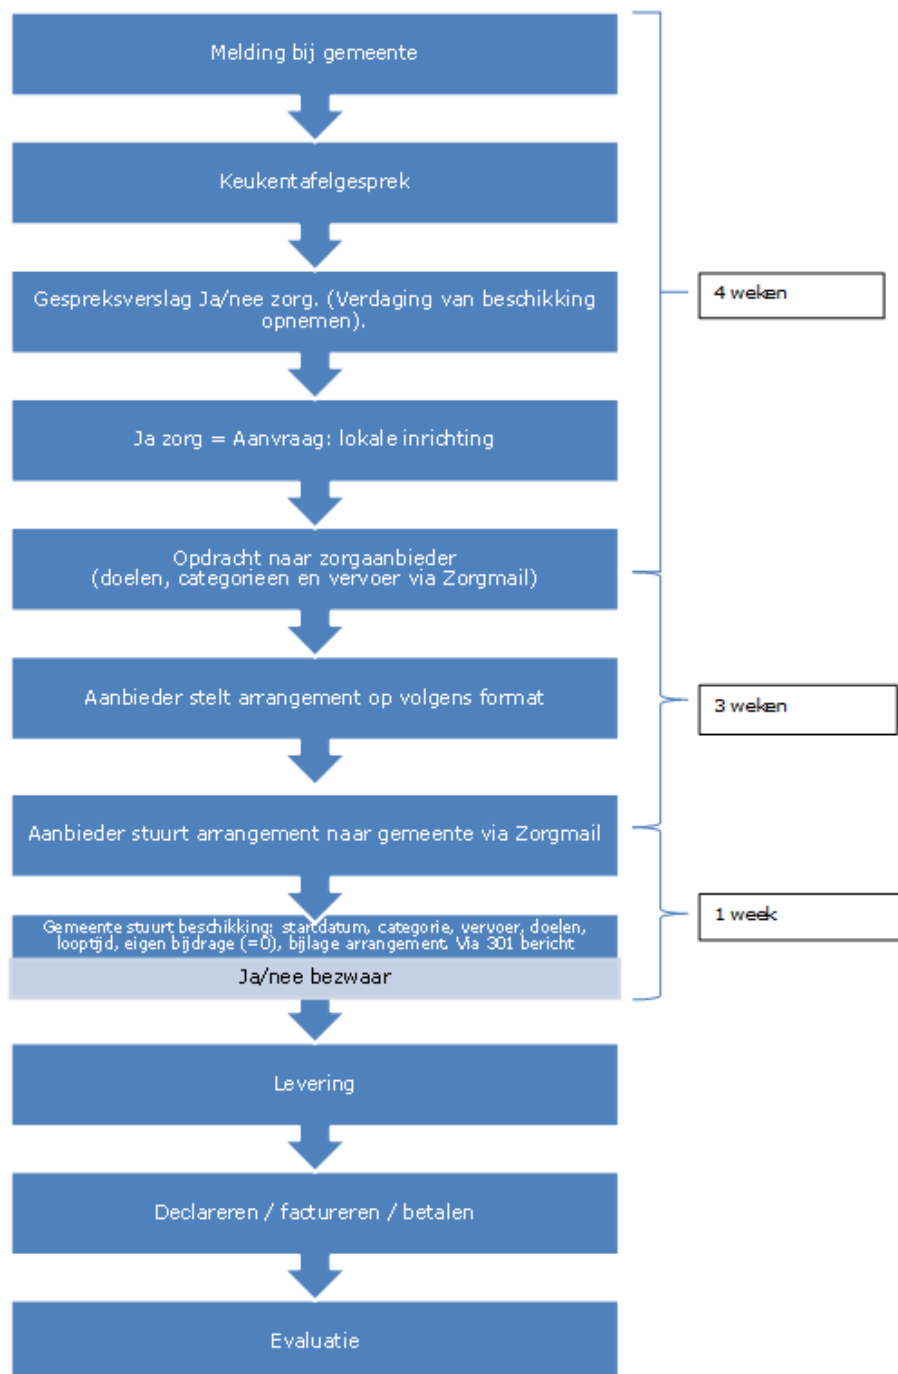 Melding bij gemeente
Keukentafelgesprek
Gespreksverslag Ja/nee zorg. (Verdaging van beschikking
opnemen).
4 weken
Ja zorg = Aanvraag: lokale inrichting
Opdracht naar zorgaanbieder
(doelen, categorieen en vervoer via Zorgmail)
Aanbieder stelt arrangement op volgens format
3 weken
Aanbieder stuurt arrangement naar gemeente via Zorgmail
Gemeente stuurt beschikking: startdatum, categorie, vervoer, doelen,
looptijd, eigen bijdrage (=0), bijlage arrangement. Via 301 bericht
1 week
Ja/nee bezwaar
Levering
Declareren / factureren / betalen
Evaluatie